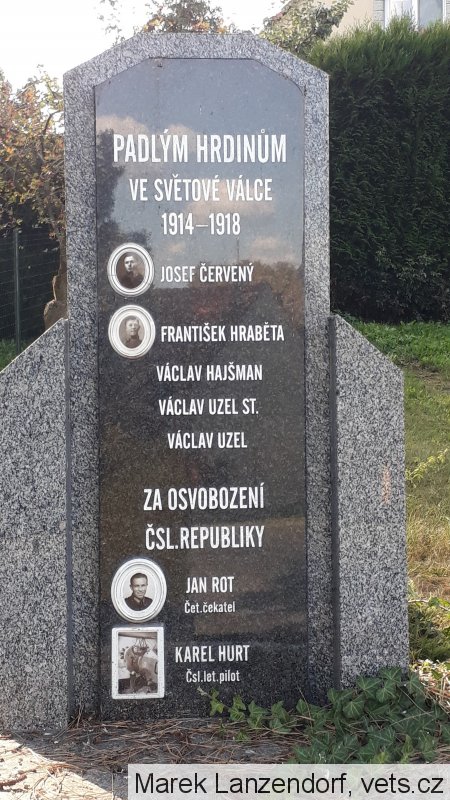 PADLÝM HRDINŮM
VE SVĚTOVÉ VÁLCE
1914–1918
JOSEF ČERVENÝ
FRANTIŠEK HRABĚTA
VÁCLAV HAJŠMAN
VÁCLAV UZEL ST.
VÁCLAV UZEL
ZA OSVOBOZENÍ
ČSL.REPUBLIKY
JAN ROT
Čet.čekatel
KAREL HURT
Čsl.let.pilot
Marek Lanzendorf, vets.cz